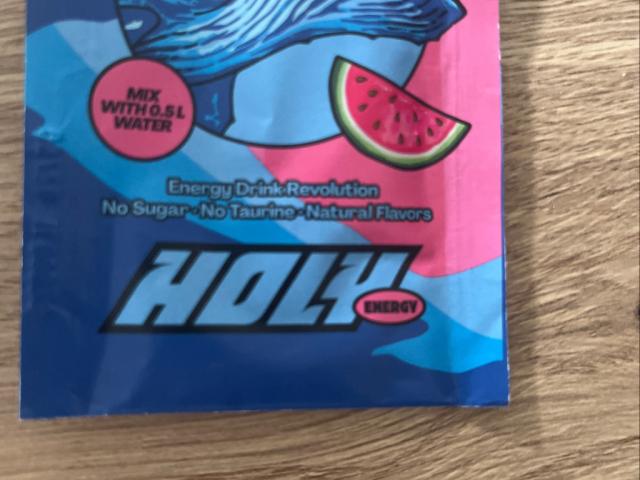 MIX
WITH 0.5 L
WATER
Energy Drink Revolution
No Sugar · No Taurine · Natural Flavors
HOLY
ENERGY